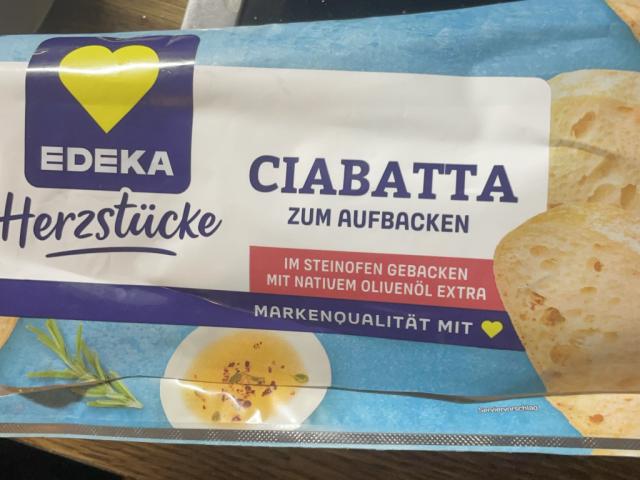 EDEKA
Herzstücke
CIABATTA
ZUM AUFBACKEN
IM STEINOFEN GEBACKEN
MIT NATIVEM OLIVENÖL EXTRA
MARKENQUALITÄT MIT
Serviervorschlag